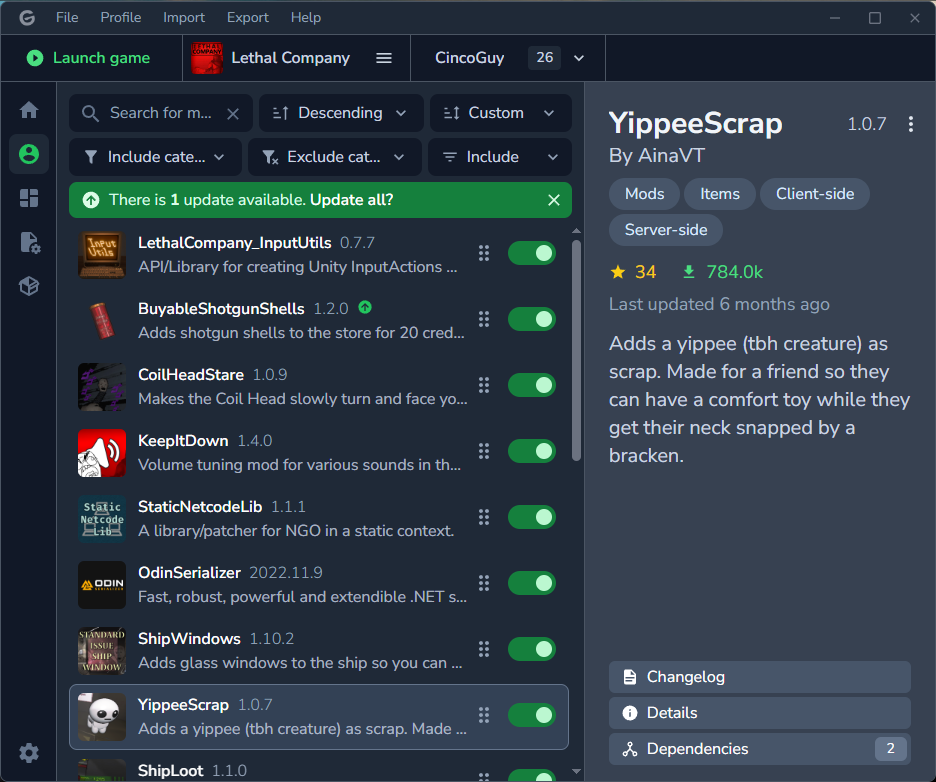 File Profile Import Export Help
Launch game
LETHAL COMPANY
Lethal Company
CincoGuy 26
Search for m...
Descending
Custom
Include cate...
Exclude cat...
Include
There is 1 update available. Update all?
Input Utils
LethalCompany_InputUtils 0.7.7
API/Library for creating Unity InputActions ...
BuyableShotgunShells 1.2.0
Adds shotgun shells to the store for 20 cred...
CoilHeadStare 1.0.9
Makes the Coil Head slowly turn and face yo...
KeepItDown 1.4.0
Volume tuning mod for various sounds in th...
Static
Netcode
Lib
StaticNetcodeLib 1.1.1
A library/patcher for NGO in a static context.
ODIN
SERIALIZER
OdinSerializer 2022.11.9
Fast, robust, powerful and extendible .NET s...
STANDARD
ISSUE
SHIP
WINDOW
ShipWindows 1.10.2
Adds glass windows to the ship so you can ...
YippeeScrap 1.0.7
Adds a yippee (tbh creature) as scrap. Made ...
ShipLoot 1.1.0
YippeeScrap 1.0.7
By AinaVT
Mods Items Client-side
Server-side
34 784.0k
Last updated 6 months ago
Adds a yippee (tbh creature) as
scrap. Made for a friend so they
can have a comfort toy while they
get their neck snapped by a
bracken.
Changelog
Details
Dependencies 2